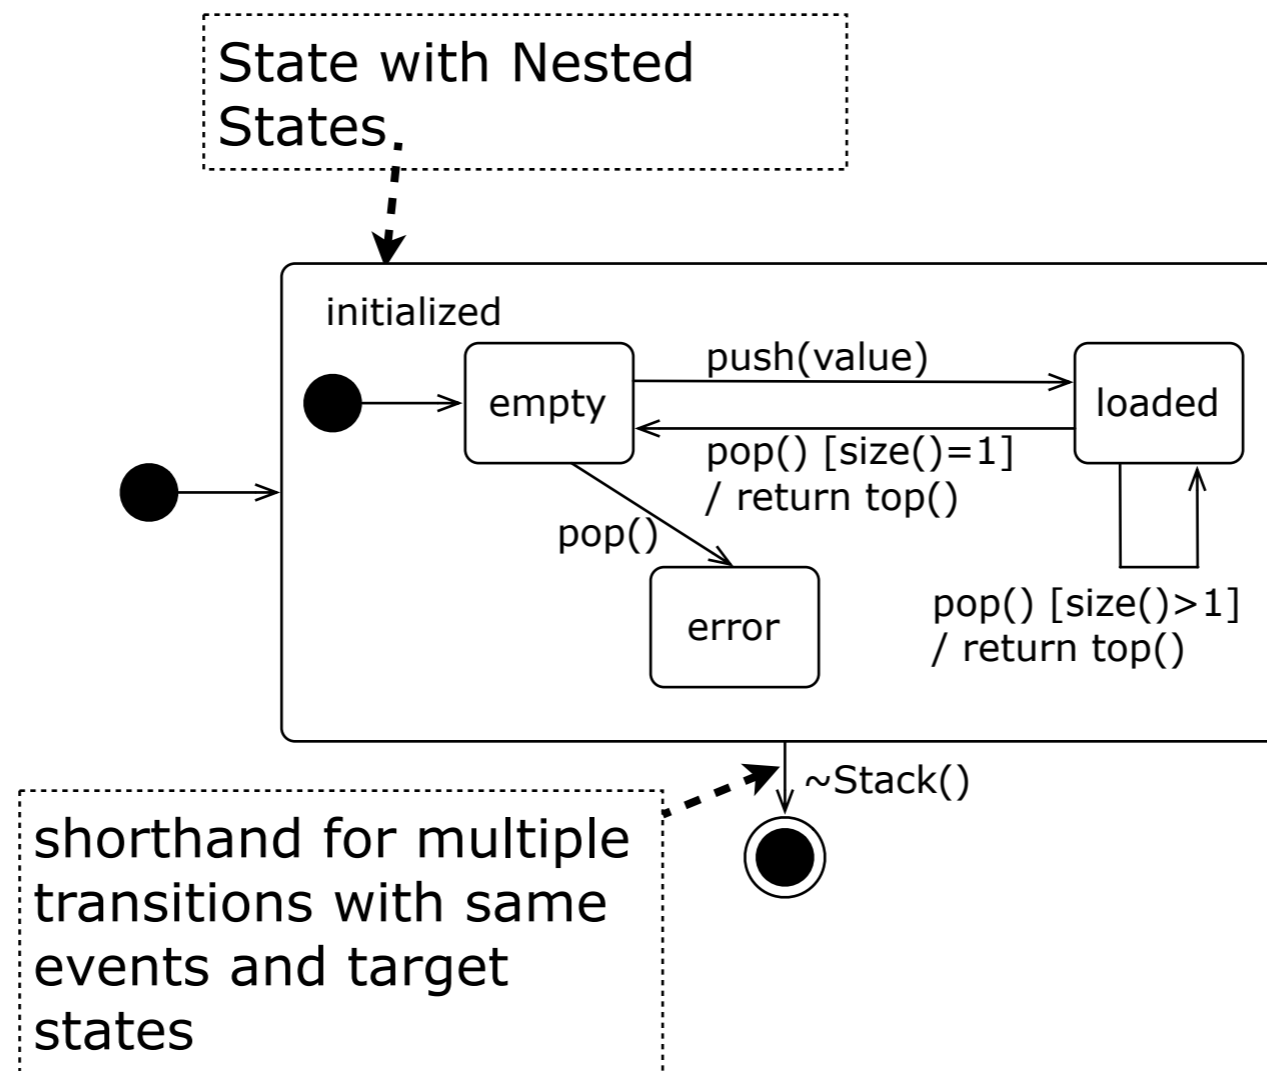 State with Nested
States
initialized
push(value)
empty
loaded
pop() [size()=1]
/ return top()
pop()
error
pop() [size()>1]
/ return top()
~Stack()
shorthand for multiple
transitions with same
events and target
states